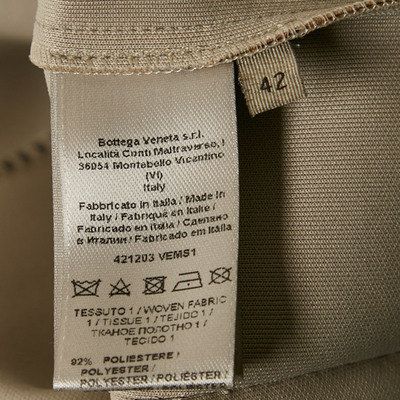 42
Bottega Veneta s.r.l.
Località Conti Maltraverso, 1
36054 Montebello Vicentino
(VI)
Italy
Fabbricato in Italia / Made in
Italy / Fabriqué en Italie /
Fabricado en Italia / Сделано
в Италии / Fabricado em Itália
421203 VEMS1
TESSUTO 1 / WOVEN FABRIC
1 / TISSUE 1 / TEJIDO 1 /
ТКАНОЕ ПОЛОТНО 1 /
TECIDO 1
92% POLIESTERE /
POLYESTER /
POLIÉSTER / POLYESTER /